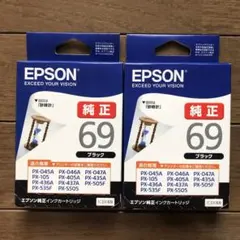 EPSON
EXCEED YOUR VISION
純正
69
ブラック
PX-045A PX-046A PX-047A
PX-105 PX-405A PX-435A
PX-436A PX-437A PX-505F
PX-535F PX-S505
エプソン純正インクカートリッジ
EPSON
EXCEED YOUR VISION
純正
69
ブラック
PX-045A PX-046A PX-047A
PX-105 PX-405A PX-435A
PX-436A PX-437A PX-505F
PX-535F PX-S505
エプソン純正インクカートリッジ